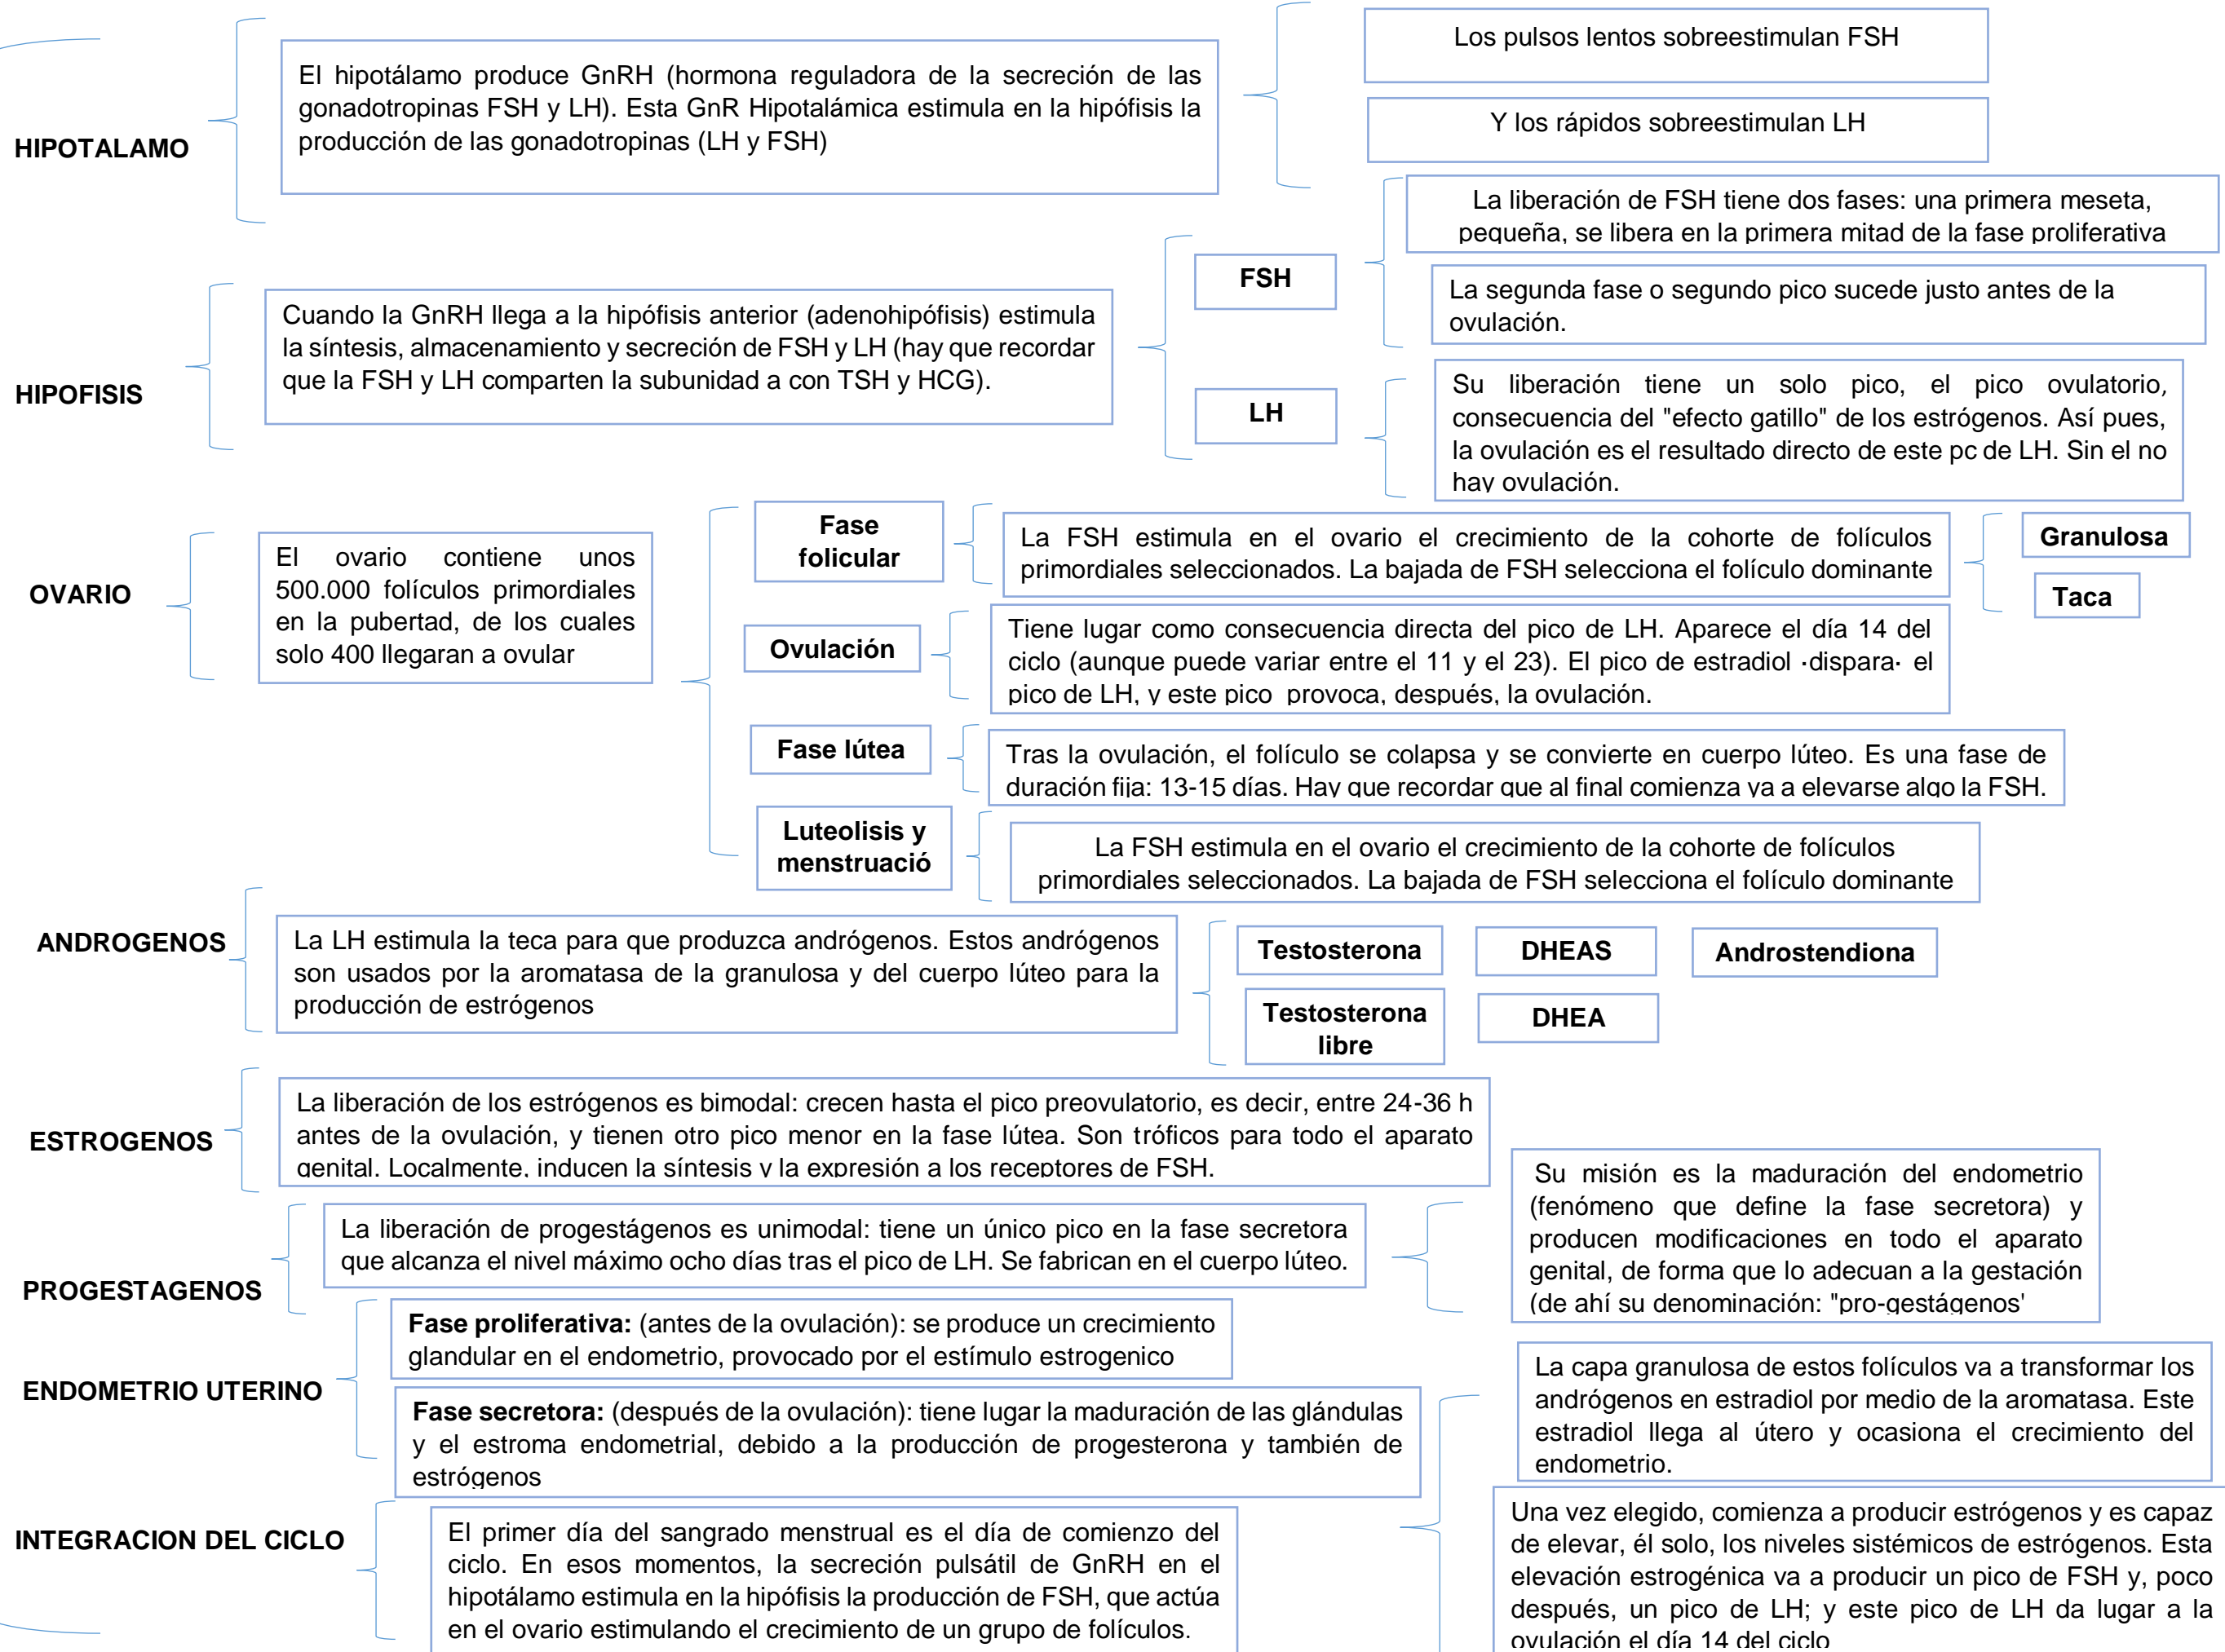 HIPOTALAMO
El hipotálamo produce GnRH (hormona reguladora de la secreción de las
gonadotropinas FSH y LH). Esta GnR Hipotalámica estimula en la hipófisis la
producción de las gonadotropinas (LH y FSH)
Los pulsos lentos sobreestimulan FSH
Y los rápidos sobreestimulan LH
HIPOFISIS
Cuando la GnRH llega a la hipófisis anterior (adenohipófisis) estimula
la síntesis, almacenamiento y secreción de FSH y LH (hay que recordar
que la FSH y LH comparten la subunidad a con TSH y HCG).
FSH
La liberación de FSH tiene dos fases: una primera meseta,
pequeña, se libera en la primera mitad de la fase proliferativa
La segunda fase o segundo pico sucede justo antes de la
ovulación.
LH
Su liberación tiene un solo pico, el pico ovulatorio,
consecuencia del "efecto gatillo" de los estrógenos. Así pues,
la ovulación es el resultado directo de este pc de LH. Sin el no
hay ovulación.
OVARIO
El ovario contiene unos
500.000 folículos primordiales
en la pubertad, de los cuales
solo 400 llegaran a ovular
Fase
folicular
La FSH estimula en el ovario el crecimiento de la cohorte de folículos
primordiales seleccionados. La bajada de FSH selecciona el folículo dominante
Granulosa
Taca
Ovulación
Tiene lugar como consecuencia directa del pico de LH. Aparece el día 14 del
ciclo (aunque puede variar entre el 11 y el 23). El pico de estradiol ·dispara· el
pico de LH, y este pico provoca, después, la ovulación.
Fase lútea
Tras la ovulación, el folículo se colapsa y se convierte en cuerpo lúteo. Es una fase de
duración fija: 13-15 días. Hay que recordar que al final comienza ya a elevarse algo la FSH.
Luteolisis y
menstruació
La FSH estimula en el ovario el crecimiento de la cohorte de folículos
primordiales seleccionados. La bajada de FSH selecciona el folículo dominante
ANDROGENOS
La LH estimula la teca para que produzca andrógenos. Estos andrógenos
son usados por la aromatasa de la granulosa y del cuerpo lúteo para la
producción de estrógenos
Testosterona
DHEAS
Androstendiona
Testosterona
libre
DHEA
ESTROGENOS
La liberación de los estrógenos es bimodal: crecen hasta el pico preovulatorio, es decir, entre 24-36 h
antes de la ovulación, y tienen otro pico menor en la fase lútea. Son tróficos para todo el aparato
genital. Localmente, inducen la síntesis y la expresión a los receptores de FSH.
PROGESTAGENOS
La liberación de progestágenos es unimodal: tiene un único pico en la fase secretora
que alcanza el nivel máximo ocho días tras el pico de LH. Se fabrican en el cuerpo lúteo.
Su misión es la maduración del endometrio
(fenómeno que define la fase secretora) y
producen modificaciones en todo el aparato
genital, de forma que lo adecuan a la gestación
(de ahí su denominación: "pro-gestágenos'
ENDOMETRIO UTERINO
Fase proliferativa: (antes de la ovulación): se produce un crecimiento
glandular en el endometrio, provocado por el estímulo estrogenico
Fase secretora: (después de la ovulación): tiene lugar la maduración de las glándulas
y el estroma endometrial, debido a la producción de progesterona y también de
estrógenos
INTEGRACION DEL CICLO
El primer día del sangrado menstrual es el día de comienzo del
ciclo. En esos momentos, la secreción pulsátil de GnRH en el
hipotálamo estimula en la hipófisis la producción de FSH, que actúa
en el ovario estimulando el crecimiento de un grupo de folículos.
La capa granulosa de estos folículos va a transformar los
andrógenos en estradiol por medio de la aromatasa. Este
estradiol llega al útero y ocasiona el crecimiento del
endometrio.
Una vez elegido, comienza a producir estrógenos y es capaz
de elevar, él solo, los niveles sistémicos de estrógenos. Esta
elevación estrogénica va a producir un pico de FSH y, poco
después, un pico de LH; y este pico de LH da lugar a la
ovulación el día 14 del ciclo